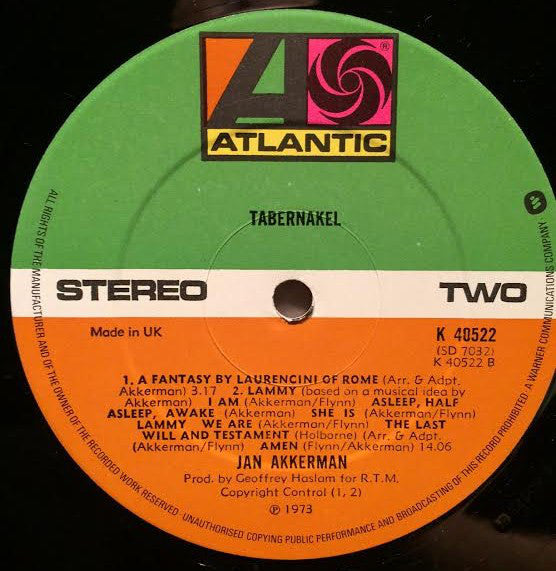 ATLANTIC
®
TABERNAKEL
STEREO
TWO
Made in UK
K 40522
(SD 7032)
K 40522 B
1. A FANTASY BY LAURENCINI OF ROME (Arr. & Adpt.
Akkerman) 3.17 2. LAMMY (based on a musical idea by
Akkerman) I AM (Akkerman/Flynn) ASLEEP, HALF
ASLEEP, AWAKE (Akkerman) SHE IS (Akkerman/Flynn)
LAMMY WE ARE (Akkerman/Flynn) THE LAST
WILL AND TESTAMENT (Holborne) (Arr. & Adpt.
(Akkerman/Flynn) AMEN (Flynn/Akkerman) 14.06
JAN AKKERMAN
Prod. by Geoffrey Haslam for R.T.M.
Copyright Control (1, 2)
℗ 1973
ALL RIGHTS OF THE MANUFACTURER AND OF THE OWNER OF THE RECORDED WORK RESERVED. UNAUTHORISED COPYING PUBLIC PERFORMANCE AND BROADCASTING OF THIS RECORD PROHIBITED. A WARNER COMMUNICATIONS COMPANY